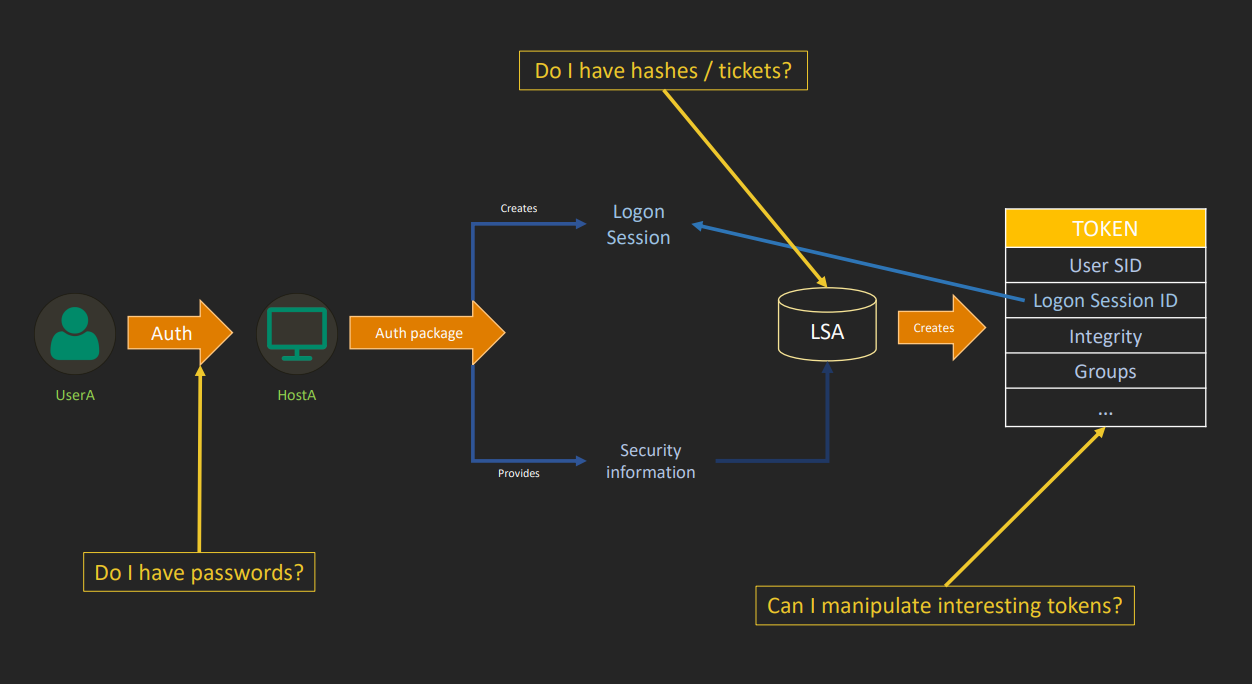 Do I have hashes / tickets?
Creates
Logon
Session
TOKEN
User SID
Logon Session ID
Integrity
Groups
...
Auth
Auth package
LSA
Creates
UserA
HostA
Security
information
Provides
Do I have passwords?
Can I manipulate interesting tokens?